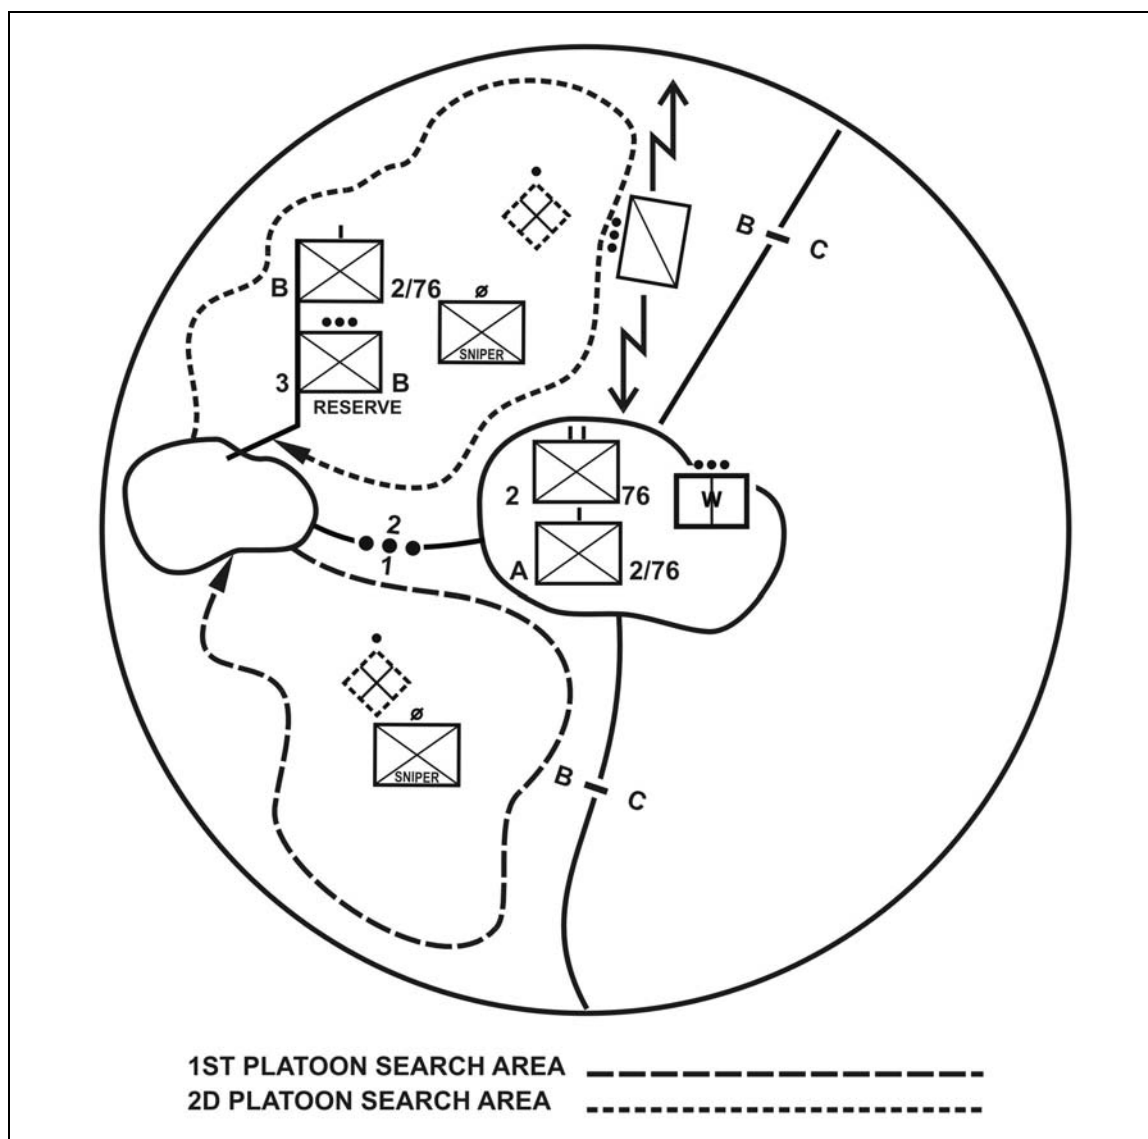 B
C
B
2/76
SNIPER
3
B
RESERVE
2
76
W
A
2/76
2
1
SNIPER
B
C
1ST PLATOON SEARCH AREA
2D PLATOON SEARCH AREA